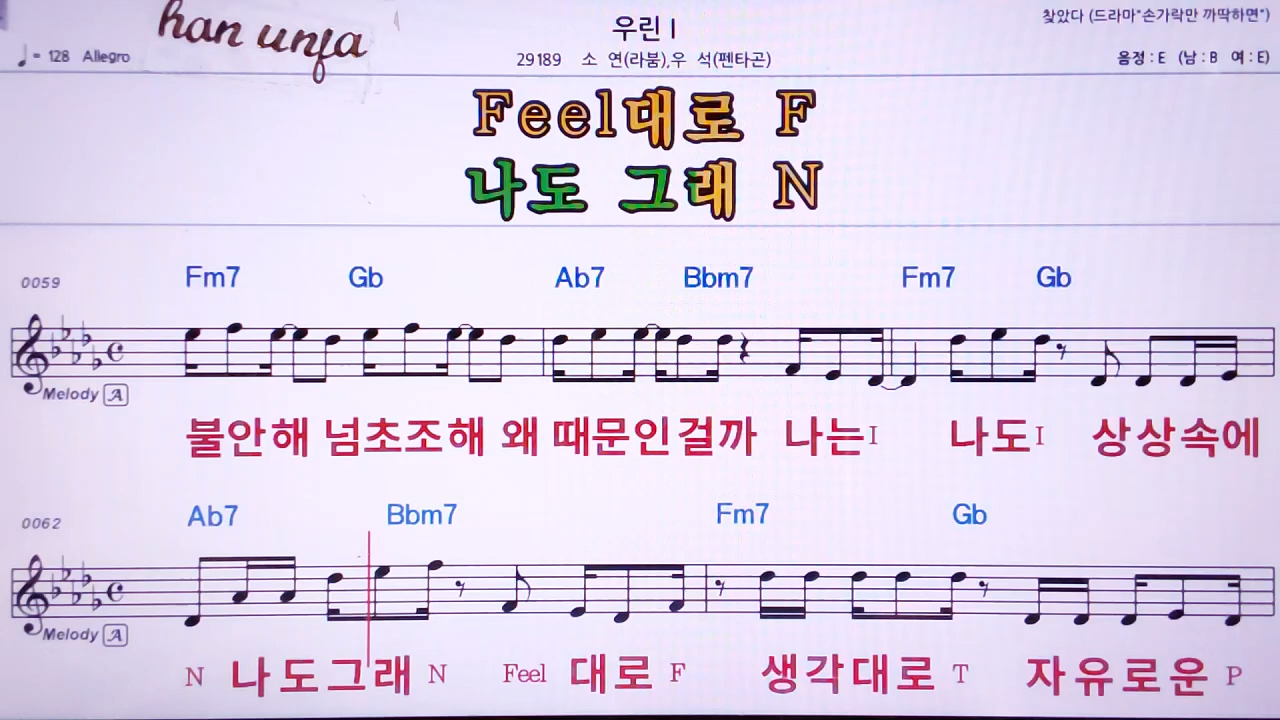 han unfa
우린 I
찾았다 (드라마"손가락만 까딱하면")
♩= 128 Allegro
29189 소 연(라붐),우 석(펜타곤)
음정 : E (남 : B 여 : E)
Feel대로 F
나도 그래 N
0059 Fm7 Gb Ab7 Bbm7 Fm7 Gb
Melody A
불안해 넘초조해 왜 때문인걸까 나는I 나도I 상상속에
0062 Ab7 Bbm7 Fm7 Gb
Melody A
N 나도그래 N Feel 대로 F 생각대로 T 자유로운 P